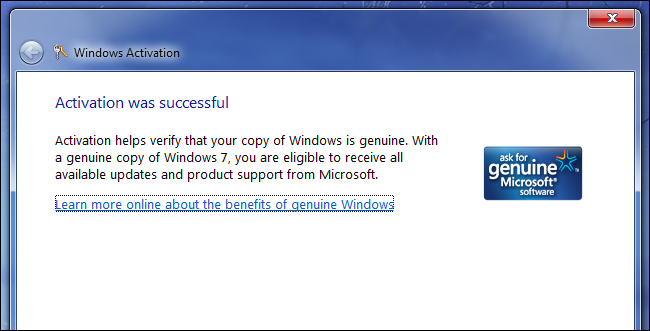 Windows Activation
Activation was successful
Activation helps verify that your copy of Windows is genuine. With
a genuine copy of Windows 7, you are eligible to receive all
available updates and product support from Microsoft.
Learn more online about the benefits of genuine Windows
ask for
genuine™
Microsoft®
software